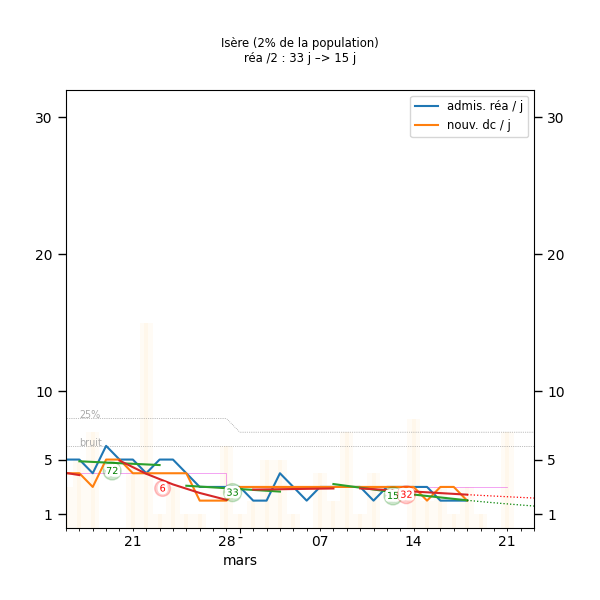 Isère (2% de la population)
réa /2 : 33 j −> 15 j
admis. réa / j
nouv. dc / j
30 30
20 20
10 10
25%
bruit
5 5
72
6
33
15 32
1 1
21 28 07 14 21
mars